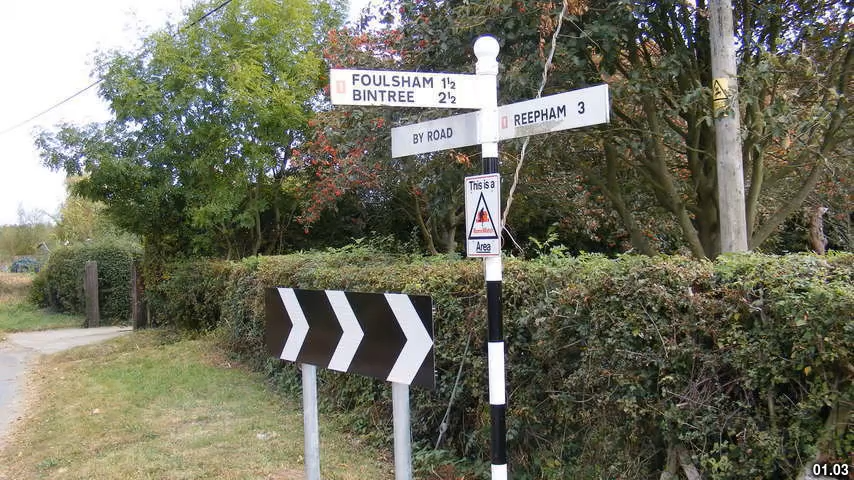 FOULSHAM 1½
BINTREE 2½
BY ROAD
REEPHAM 3
This is a
Area
01.03